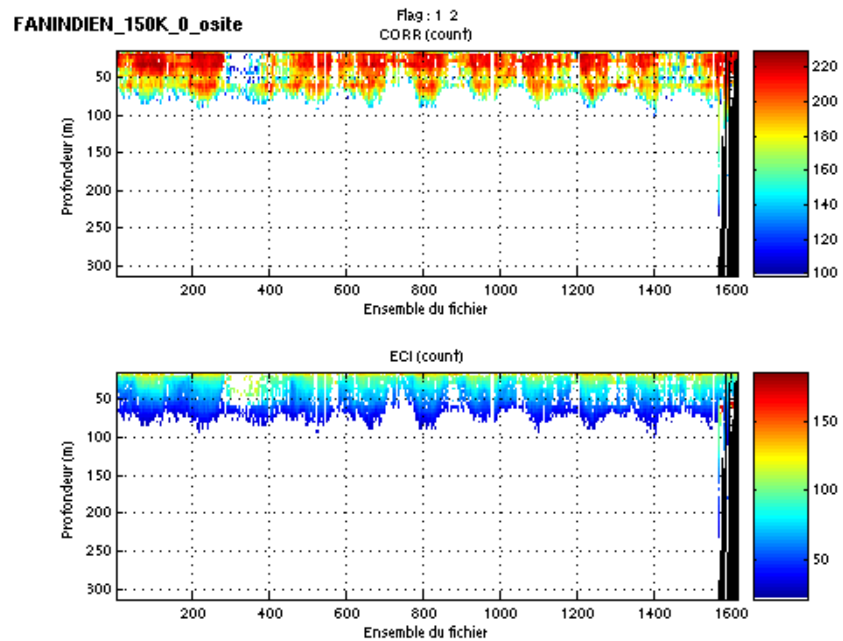 FANINDIEN_150K_0_osite
Flag : 1 2
CORR (count)
Profondeur (m)
50
100
150
200
250
300
200 400 600 800 1000 1200 1400 1600
Ensemble du fichier
220
200
180
160
140
120
100
ECI (count)
Profondeur (m)
50
100
150
200
250
300
200 400 600 800 1000 1200 1400 1600
Ensemble du fichier
150
100
50